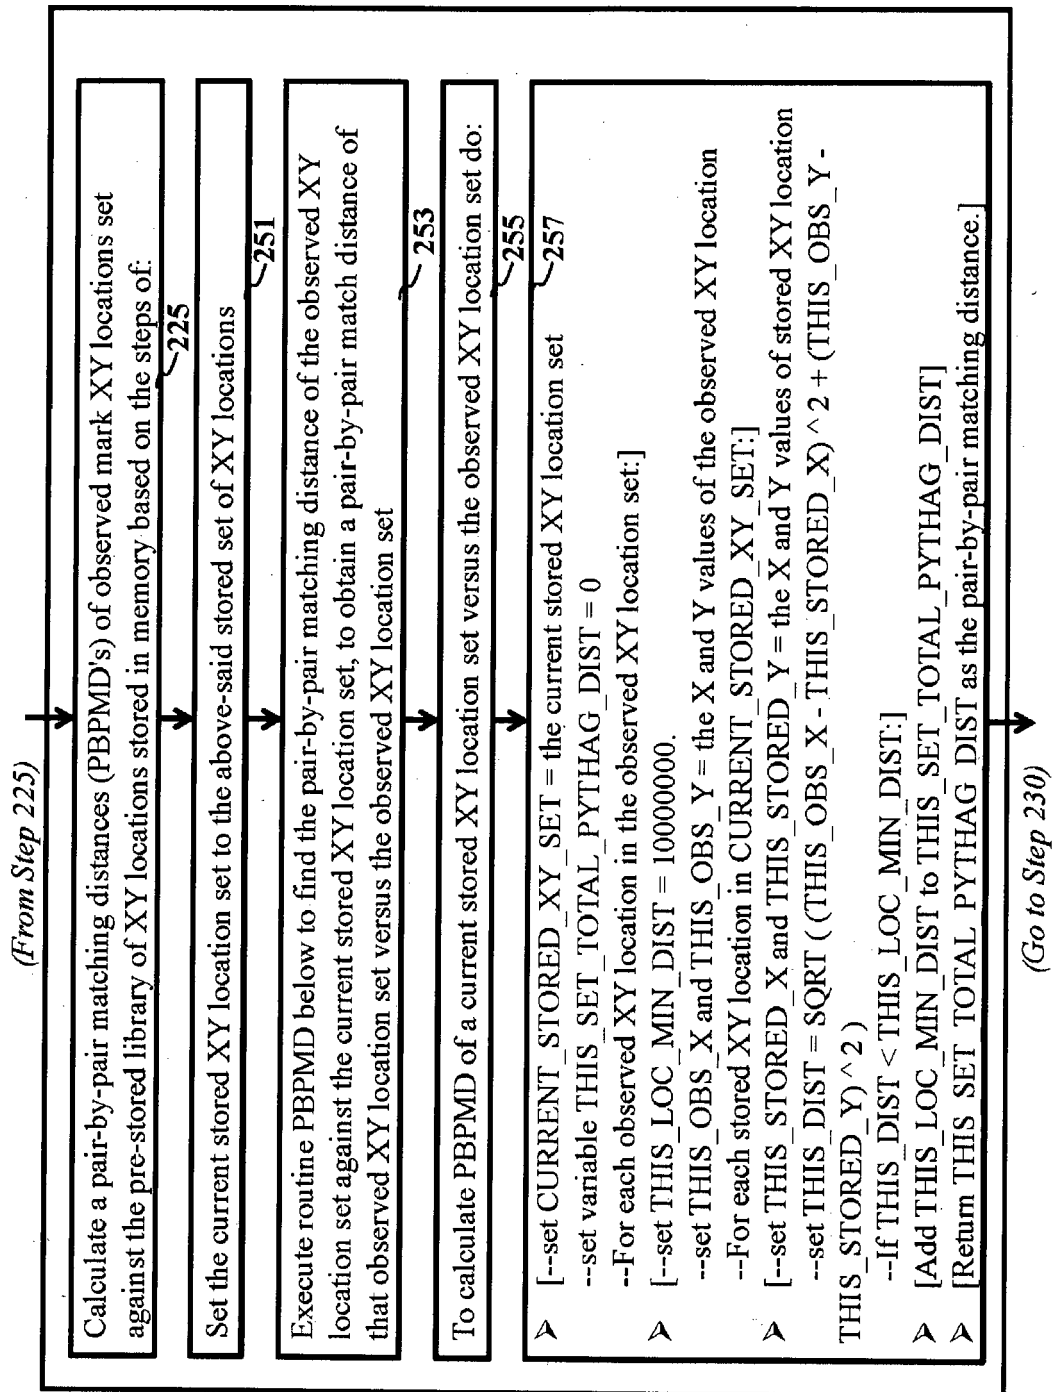 (From Step 225)
Calculate a pair-by-pair matching distances (PBPMD's) of observed mark XY locations set
against the pre-stored library of XY locations stored in memory based on the steps of:
225
Set the current stored XY location set to the above-said stored set of XY locations
251
Execute routine PBPMD below to find the pair-by-pair matching distance of the observed XY
location set against the current stored XY location set, to obtain a pair-by-pair match distance of
that observed XY location set versus the observed XY location set
253
To calculate PBPMD of a current stored XY location set versus the observed XY location set do:
255
257
➢ [--set CURRENT_STORED_XY_SET = the current stored XY location set
--set variable THIS_SET_TOTAL_PYTHAG_DIST = 0
--For each observed XY location in the observed XY location set:]
➢ [--set THIS_LOC_MIN_DIST = 10000000.
--set THIS_OBS_X and THIS_OBS_Y = the X and Y values of the observed XY location
--For each stored XY location in CURRENT_STORED_XY_SET:]
➢ [--set THIS_STORED_X and THIS_STORED_Y = the X and Y values of stored XY location
--set THIS_DIST = SQRT ( (THIS_OBS_X - THIS_STORED_X) ^ 2 + (THIS_OBS_Y -
THIS_STORED_Y) ^ 2 )
--If THIS_DIST < THIS_LOC_MIN_DIST:]
➢ [Add THIS_LOC_MIN_DIST to THIS_SET_TOTAL_PYTHAG_DIST]
➢ [Return THIS_SET_TOTAL_PYTHAG_DIST as the pair-by-pair matching distance.]
(Go to Step 230)